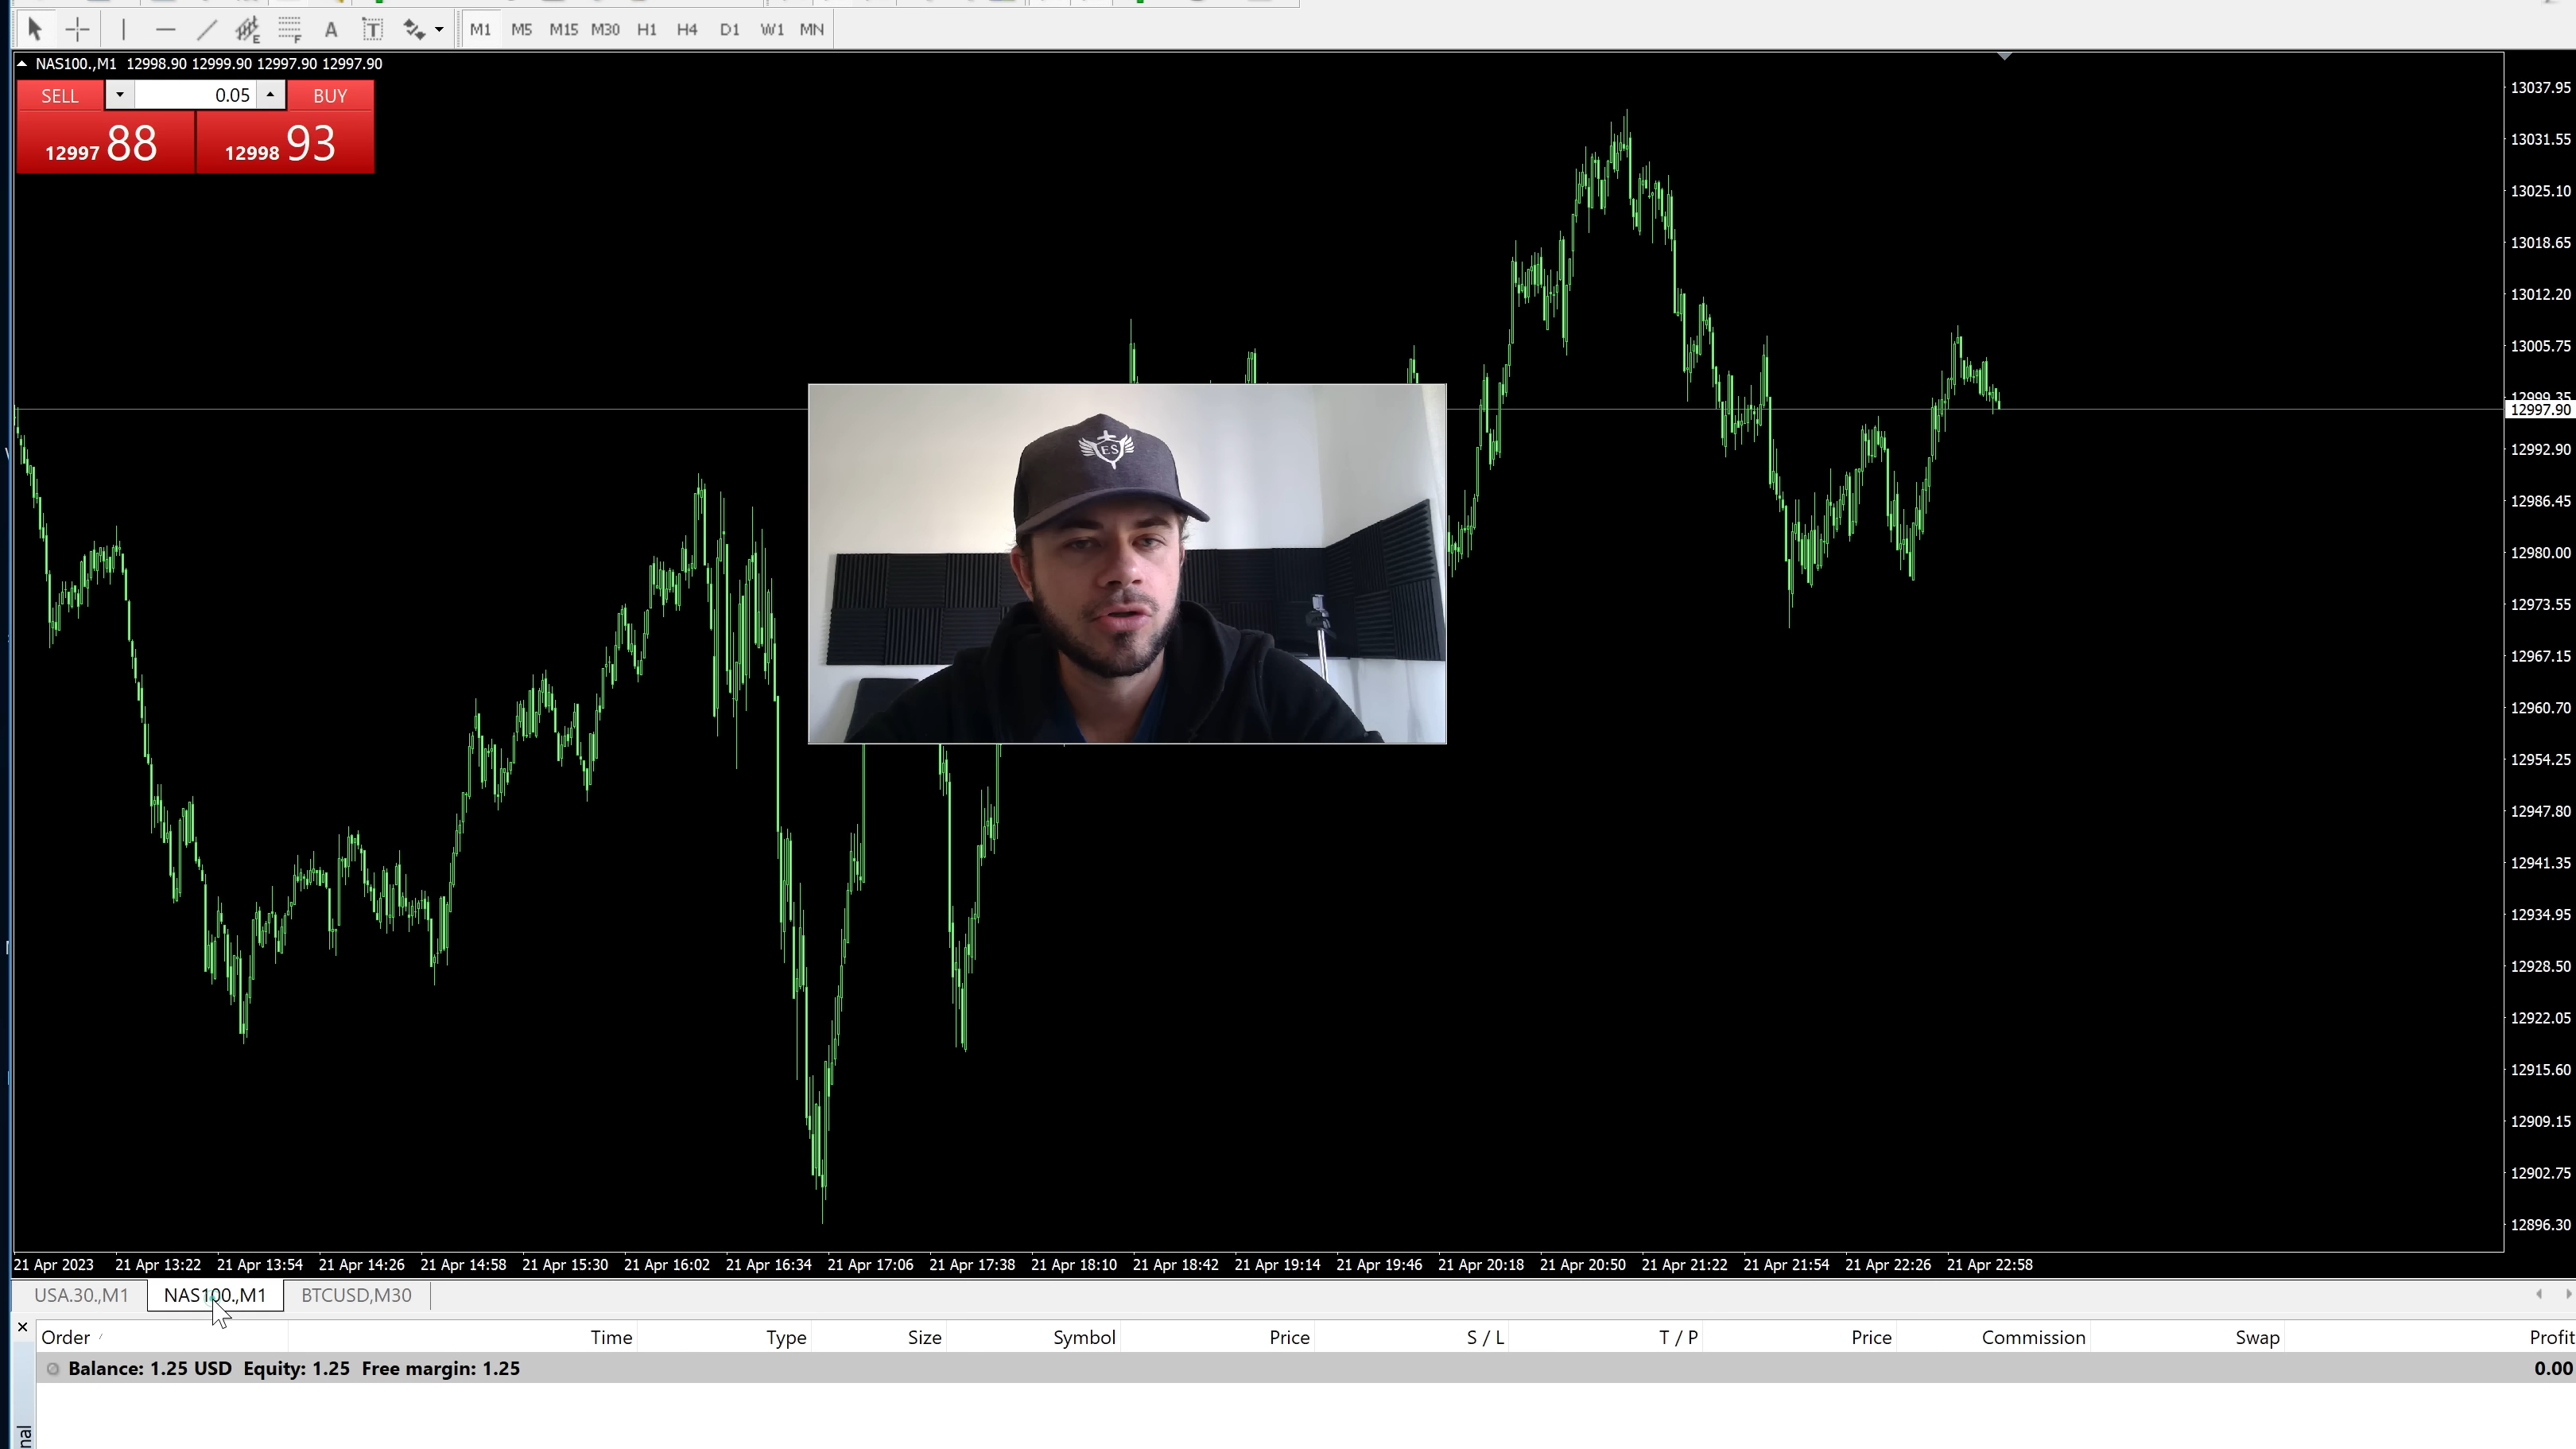 E F A T M1 M5 M15 M30 H1 H4 D1 W1 MN
NAS100.,M1 12998.90 12999.90 12997.90 12997.90
SELL 0.05 BUY
12997 88 12998 93
13037.95
13031.55
13025.10
13018.65
13012.20
13005.75
12999.35
12997.90
12992.90
12986.45
12980.00
12973.55
12967.15
12960.70
12954.25
12947.80
12941.35
12934.95
12928.50
12922.05
12915.60
12909.15
12902.75
12896.30
ES
21 Apr 2023 21 Apr 13:22 21 Apr 13:54 21 Apr 14:26 21 Apr 14:58 21 Apr 15:30 21 Apr 16:02 21 Apr 16:34 21 Apr 17:06 21 Apr 17:38 21 Apr 18:10 21 Apr 18:42 21 Apr 19:14 21 Apr 19:46 21 Apr 20:18 21 Apr 20:50 21 Apr 21:22 21 Apr 21:54 21 Apr 22:26 21 Apr 22:58
USA.30.,M1 NAS100.,M1 BTCUSD,M30
Order / Time Type Size Symbol Price S / L T / P Price Commission Swap Profit
Balance: 1.25 USD Equity: 1.25 Free margin: 1.25 0.00
nal